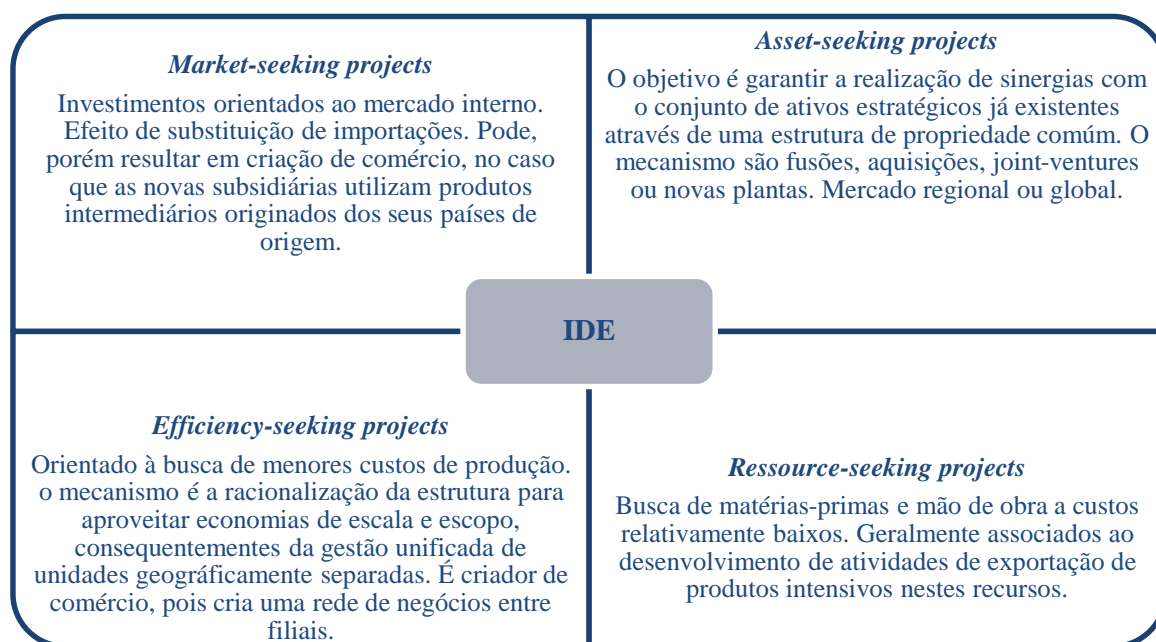 Market-seeking projects
Investimentos orientados ao mercado interno.
Efeito de substituição de importações. Pode,
porém resultar em criação de comércio, no caso
que as novas subsidiárias utilizam produtos
intermediários originados dos seus países de
origem.
Asset-seeking projects
O objetivo é garantir a realização de sinergias com
o conjunto de ativos estratégicos já existentes
através de uma estrutura de propriedade comúm. O
mecanismo são fusões, aquisições, joint-ventures
ou novas plantas. Mercado regional ou global.
IDE
Efficiency-seeking projects
Orientado à busca de menores custos de produção.
o mecanismo é a racionalização da estrutura para
aproveitar economias de escala e escopo,
consequentementes da gestão unificada de
unidades geográficamente separadas. É criador de
comércio, pois cria uma rede de negócios entre
filiais.
Ressource-seeking projects
Busca de matérias-primas e mão de obra a custos
relativamente baixos. Geralmente associados ao
desenvolvimento de atividades de exportação de
produtos intensivos nestes recursos.